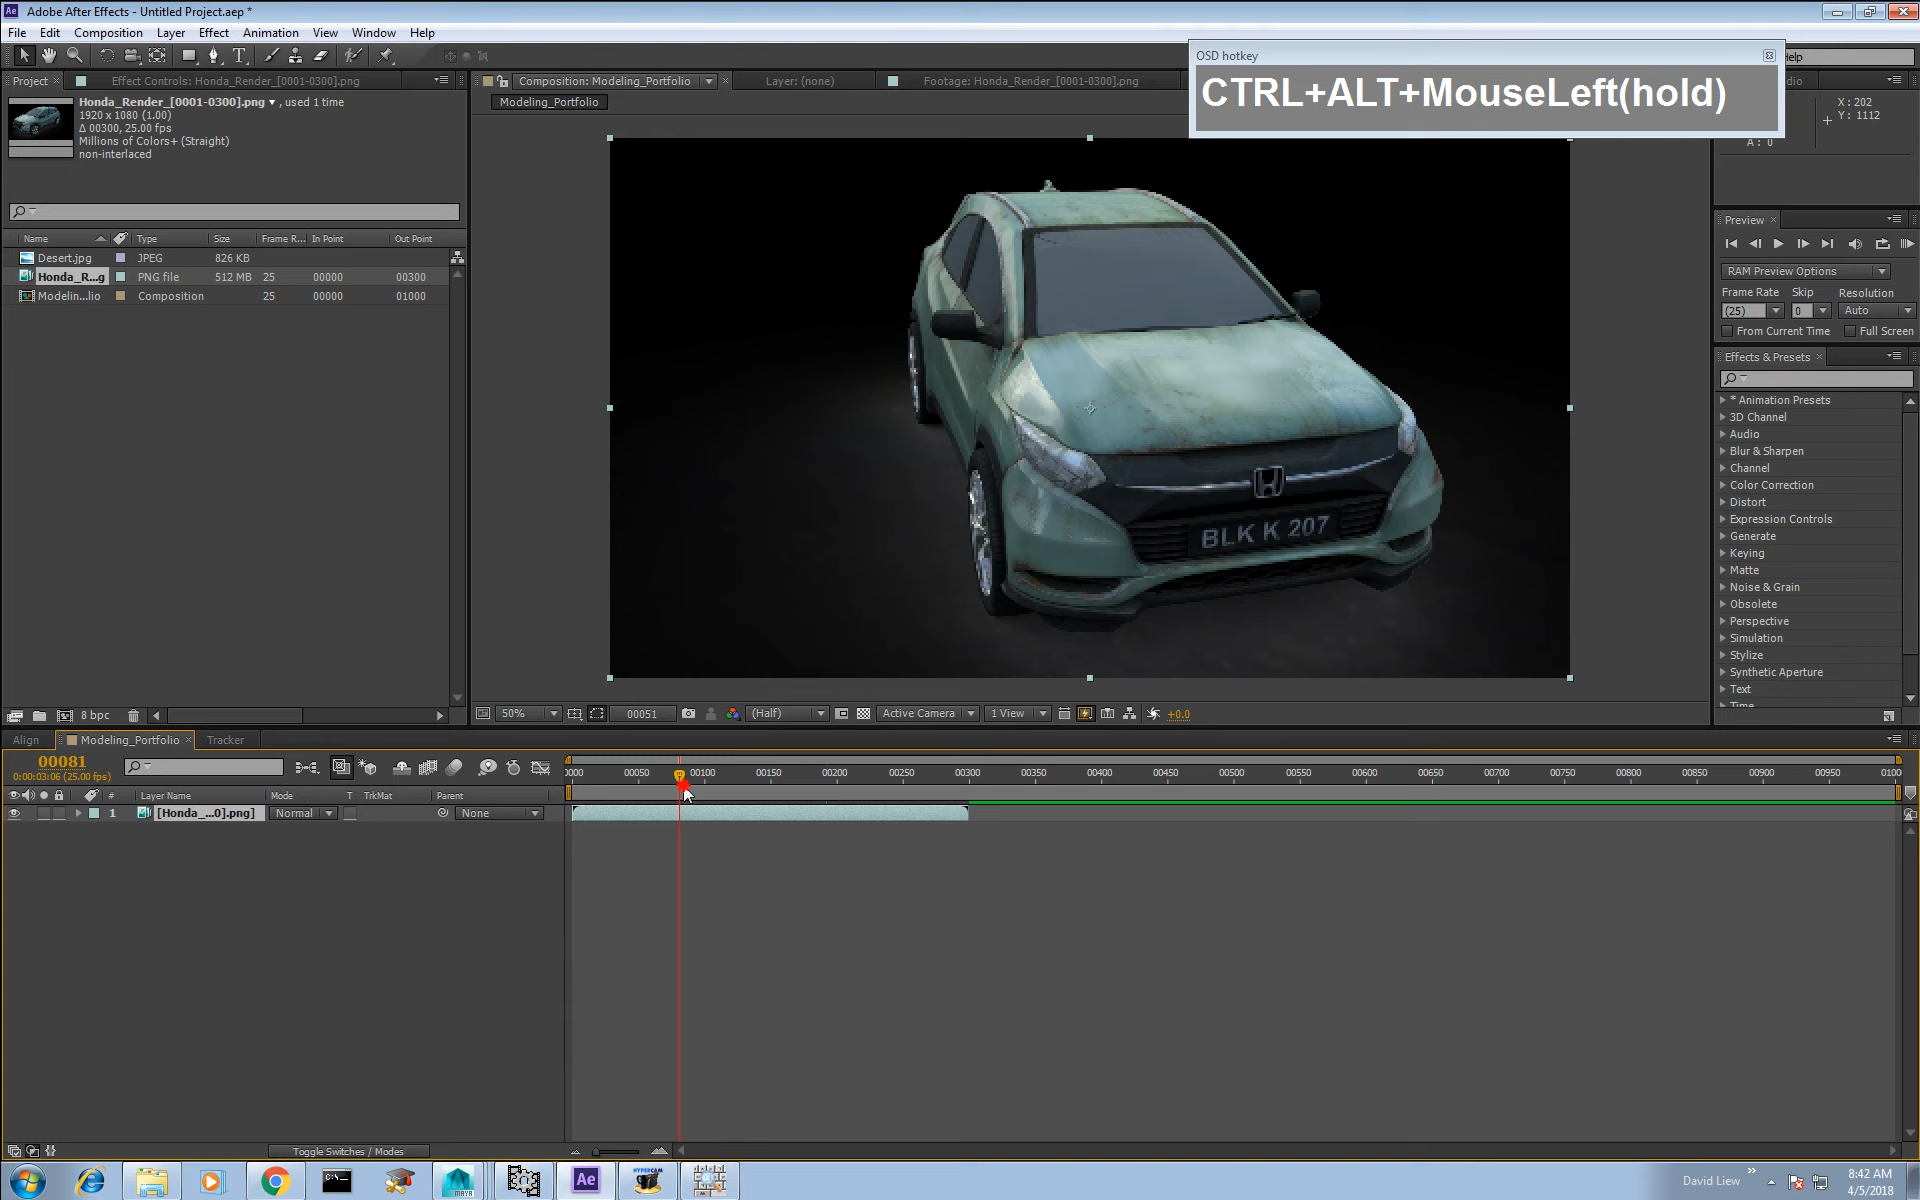 Adobe After Effects - Untitled Project.aep *
File Edit Composition Layer Effect Animation View Window Help
OSD hotkey
CTRL+ALT+MouseLeft(hold)
Help
Project Effect Controls: Honda_Render_[0001-0300].png
Composition: Modeling_Portfolio Layer: (none) Footage: Honda_Render_[0001-0300].png
Modeling_Portfolio
Honda_Render_[0001-0300].png , used 1 time
1920 x 1080 (1.00)
Δ 00300, 25.00 fps
Millions of Colors+ (Straight)
non-interlaced
X : 202
Y : 1112
A : 0
Name Type Size Frame R... In Point Out Point
Desert.jpg JPEG 826 KB
Honda_R...g PNG file 512 MB 25 00000 00300
Modelin...lio Composition 25 00000 01000
BLK K 207
Preview
RAM Preview Options
Frame Rate Skip Resolution
(25) 0 Auto
From Current Time Full Screen
Effects & Presets
* Animation Presets
3D Channel
Audio
Blur & Sharpen
Channel
Color Correction
Distort
Expression Controls
Generate
Keying
Matte
Noise & Grain
Obsolete
Perspective
Simulation
Stylize
Synthetic Aperture
Text
Time
8 bpc
50% 00051 (Half) Active Camera 1 View +0.0
Align Modeling_Portfolio Tracker
00081
0:00:03:06 (25.00 fps)
0000 00050 00100 00150 00200 00250 00300 00350 00400 00450 00500 00550 00600 00650 00700 00750 00800 00850 00900 00950 0100
# Layer Name Mode T TrkMat Parent
1 [Honda_...0].png] Normal None
Toggle Switches / Modes
MAYA
Ae
HYPERCAM
David Liew
8:42 AM
4/5/2018